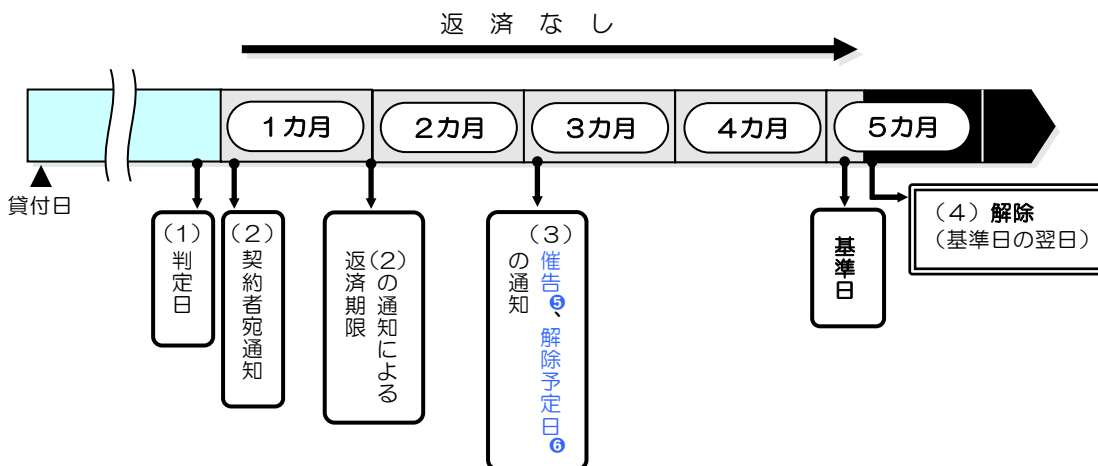 返済なし
1カ月
2カ月
3カ月
4カ月
5カ月
貸付日
(1)
判定日
(2)
契約者宛通知
(2)の通知による
返済期限
(3)
催告❺、解除予定日❻
の通知
基準日
(4)解除
(基準日の翌日)